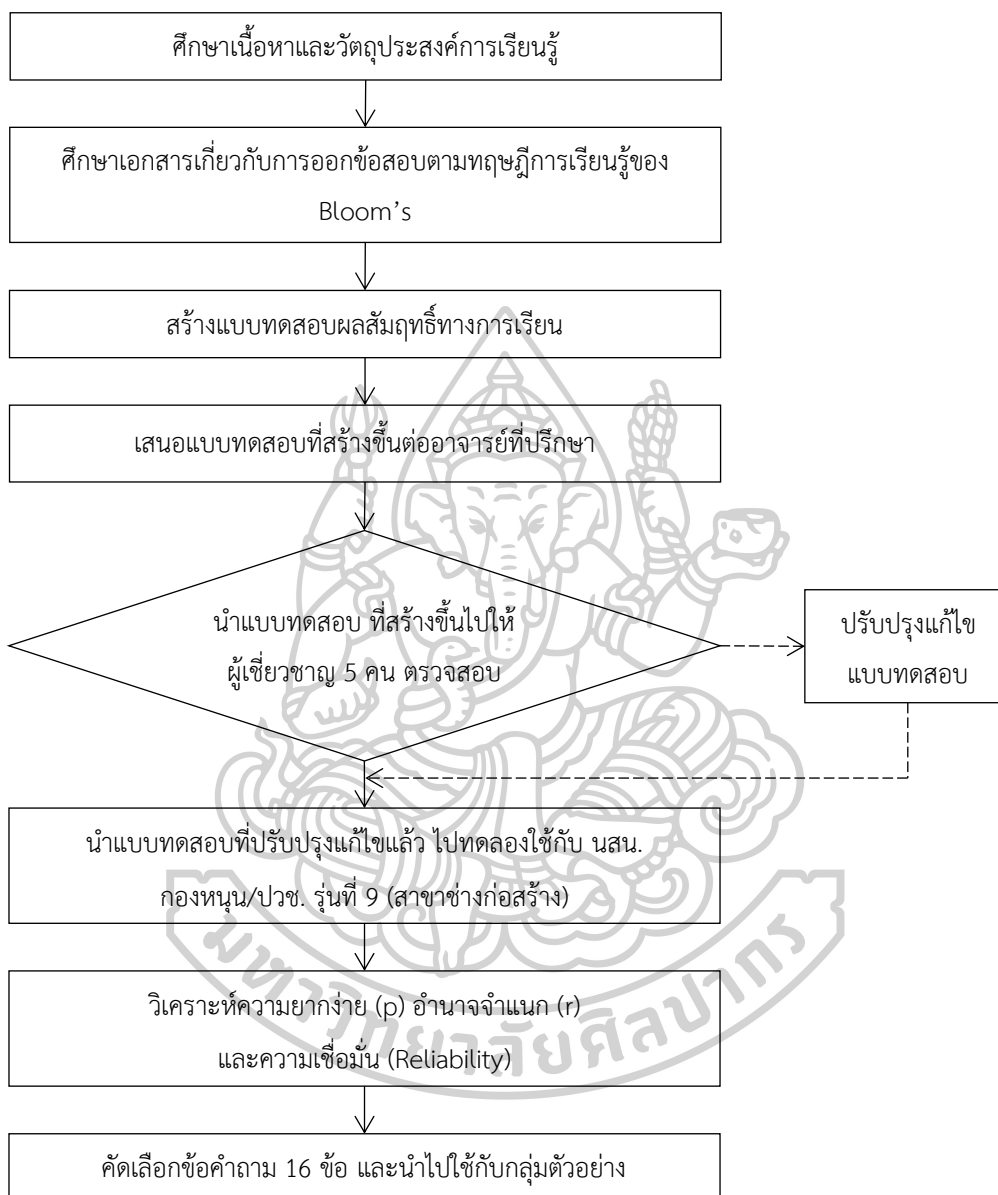 ศึกษาเนื้อหาและวัตถุประสงค์การเรียนรู้
ศึกษาเอกสารเกี่ยวกับการออกข้อสอบตามทฤษฎีการเรียนรู้ของ
Bloom’s
สร้างแบบทดสอบผลสัมฤทธิ์ทางการเรียน
เสนอแบบทดสอบที่สร้างขึ้นต่ออาจารย์ที่ปรึกษา
นำแบบทดสอบ ที่สร้างขึ้นไปให้
ผู้เชี่ยวชาญ 5 คน ตรวจสอบ
ปรับปรุงแก้ไข
แบบทดสอบ
นำแบบทดสอบที่ปรับปรุงแก้ไขแล้ว ไปทดลองใช้กับ นสน.
กองหนุน/ปวช. รุ่นที่ 9 (สาขาช่างก่อสร้าง)
วิเคราะห์ความยากง่าย (p) อำนาจจำแนก (r)
และความเชื่อมั่น (Reliability)
คัดเลือกข้อคำถาม 16 ข้อ และนำไปใช้กับกลุ่มตัวอย่าง
มหาวิทยาลัยศิลปากร